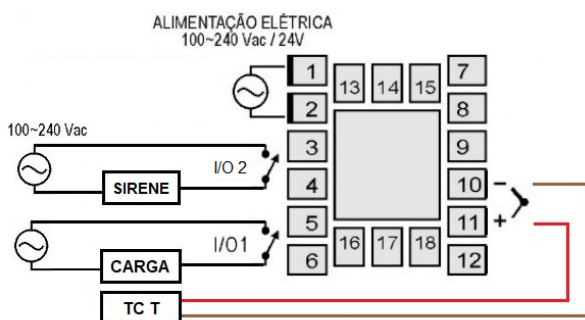 ALIMENTAÇÃO ELÉTRICA
100~240 Vac / 24V
1
2
3
4
5
6
13 14 15
16 17 18
7
8
9
10 −
11 +
12
100~240 Vac
I/O 2
SIRENE
I/O1
CARGA
TC T